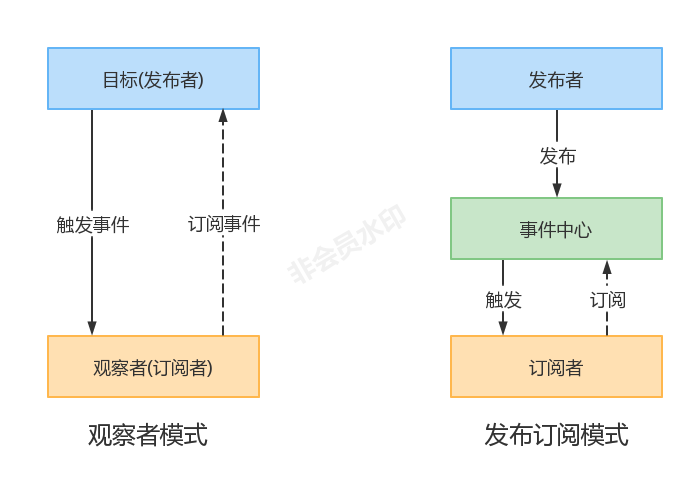 目标(发布者)
触发事件
订阅事件
观察者(订阅者)
观察者模式
非会员水印
发布者
发布
事件中心
触发
订阅
订阅者
发布订阅模式